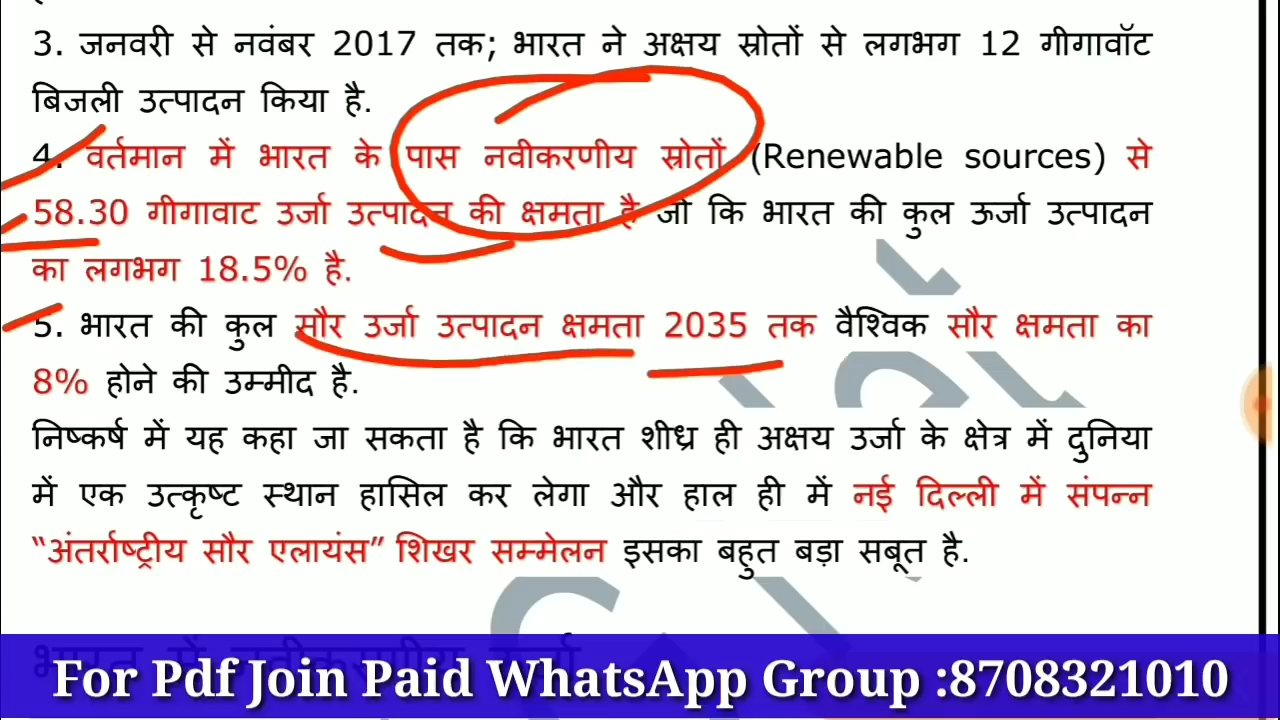 3. जनवरी से नवंबर 2017 तक; भारत ने अक्षय स्रोतों से लगभग 12 गीगावॉट
बिजली उत्पादन किया है.
4. वर्तमान में भारत के पास नवीकरणीय स्रोतों (Renewable sources) से
58.30 गीगावाट उर्जा उत्पादन की क्षमता है जो कि भारत की कुल ऊर्जा उत्पादन
का लगभग 18.5% है.
5. भारत की कुल सौर उर्जा उत्पादन क्षमता 2035 तक वैश्विक सौर क्षमता का
8% होने की उम्मीद है.
निष्कर्ष में यह कहा जा सकता है कि भारत शीध्र ही अक्षय उर्जा के क्षेत्र में दुनिया
में एक उत्कृष्ट स्थान हासिल कर लेगा और हाल ही में नई दिल्ली में संपन्न
“अंतर्राष्ट्रीय सौर एलायंस” शिखर सम्मेलन इसका बहुत बड़ा सबूत है.
For Pdf Join Paid WhatsApp Group :8708321010